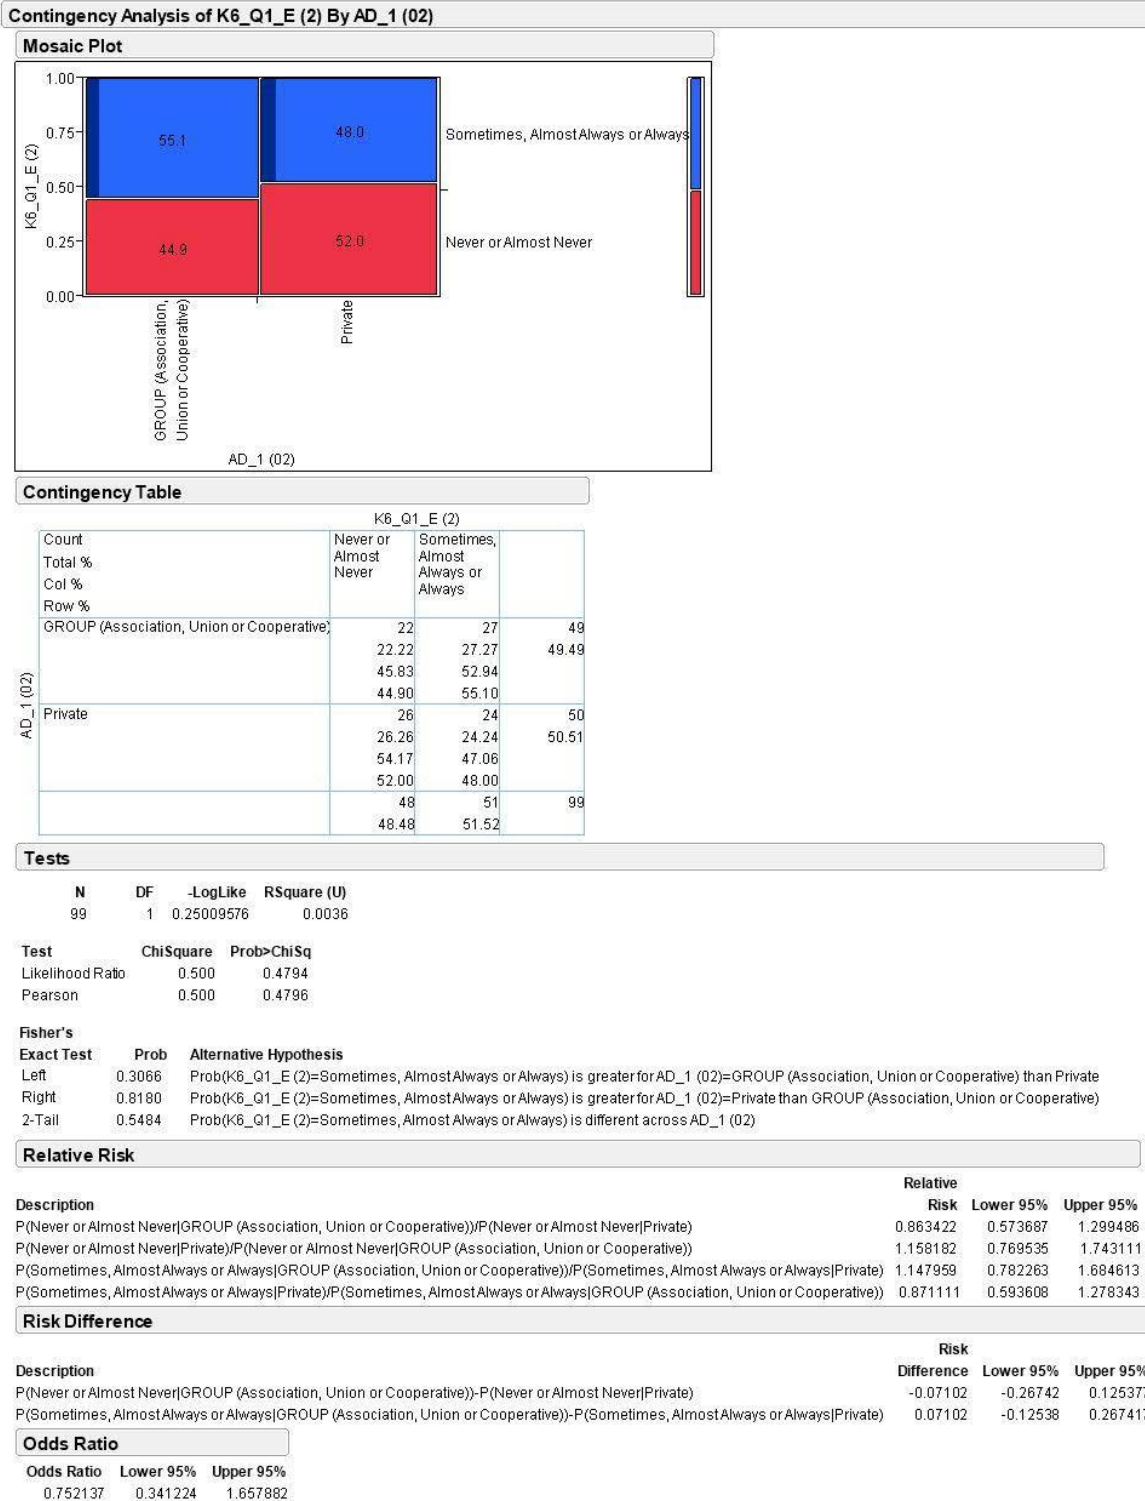 Contingency Analysis of K6_Q1_E (2) By AD_1 (02)
Mosaic Plot
K6_Q1_E (2)
1.00
0.75
0.50
0.25
0.00
55.1
48.0
44.9
52.0
Sometimes, Almost Always or Always
Never or Almost Never
GROUP (Association,
Union or Cooperative)
Private
AD_1 (02)
Contingency Table
K6_Q1_E (2)
AD_1 (02)
Count
Total %
Col %
Row %
Never or
Almost
Never
Sometimes,
Almost
Always or
Always
GROUP (Association, Union or Cooperative) 22 27 49
22.22 27.27 49.49
45.83 52.94
44.90 55.10
Private 26 24 50
26.26 24.24 50.51
54.17 47.06
52.00 48.00
48 51 99
48.48 51.52
Tests
N DF -LogLike RSquare (U)
99 1 0.25009576 0.0036
Test ChiSquare Prob>ChiSq
Likelihood Ratio 0.500 0.4794
Pearson 0.500 0.4796
Fisher's
Exact Test Prob Alternative Hypothesis
Left 0.3066 Prob(K6_Q1_E (2)=Sometimes, Almost Always or Always) is greater for AD_1 (02)=GROUP (Association, Union or Cooperative) than Private
Right 0.8180 Prob(K6_Q1_E (2)=Sometimes, Almost Always or Always) is greater for AD_1 (02)=Private than GROUP (Association, Union or Cooperative)
2-Tail 0.5484 Prob(K6_Q1_E (2)=Sometimes, Almost Always or Always) is different across AD_1 (02)
Relative Risk
Relative
Description Risk Lower 95% Upper 95%
P(Never or Almost Never|GROUP (Association, Union or Cooperative))/P(Never or Almost Never|Private) 0.863422 0.573687 1.299486
P(Never or Almost Never|Private)/P(Never or Almost Never|GROUP (Association, Union or Cooperative)) 1.158182 0.769535 1.743111
P(Sometimes, Almost Always or Always|GROUP (Association, Union or Cooperative))/P(Sometimes, Almost Always or Always|Private) 1.147959 0.782263 1.684613
P(Sometimes, Almost Always or Always|Private)/P(Sometimes, Almost Always or Always|GROUP (Association, Union or Cooperative)) 0.871111 0.593608 1.278343
Risk Difference
Risk
Description Difference Lower 95% Upper 95%
P(Never or Almost Never|GROUP (Association, Union or Cooperative))-P(Never or Almost Never|Private) -0.07102 -0.26742 0.125377
P(Sometimes, Almost Always or Always|GROUP (Association, Union or Cooperative))-P(Sometimes, Almost Always or Always|Private) 0.07102 -0.12538 0.267417
Odds Ratio
Odds Ratio Lower 95% Upper 95%
0.752137 0.341224 1.657882